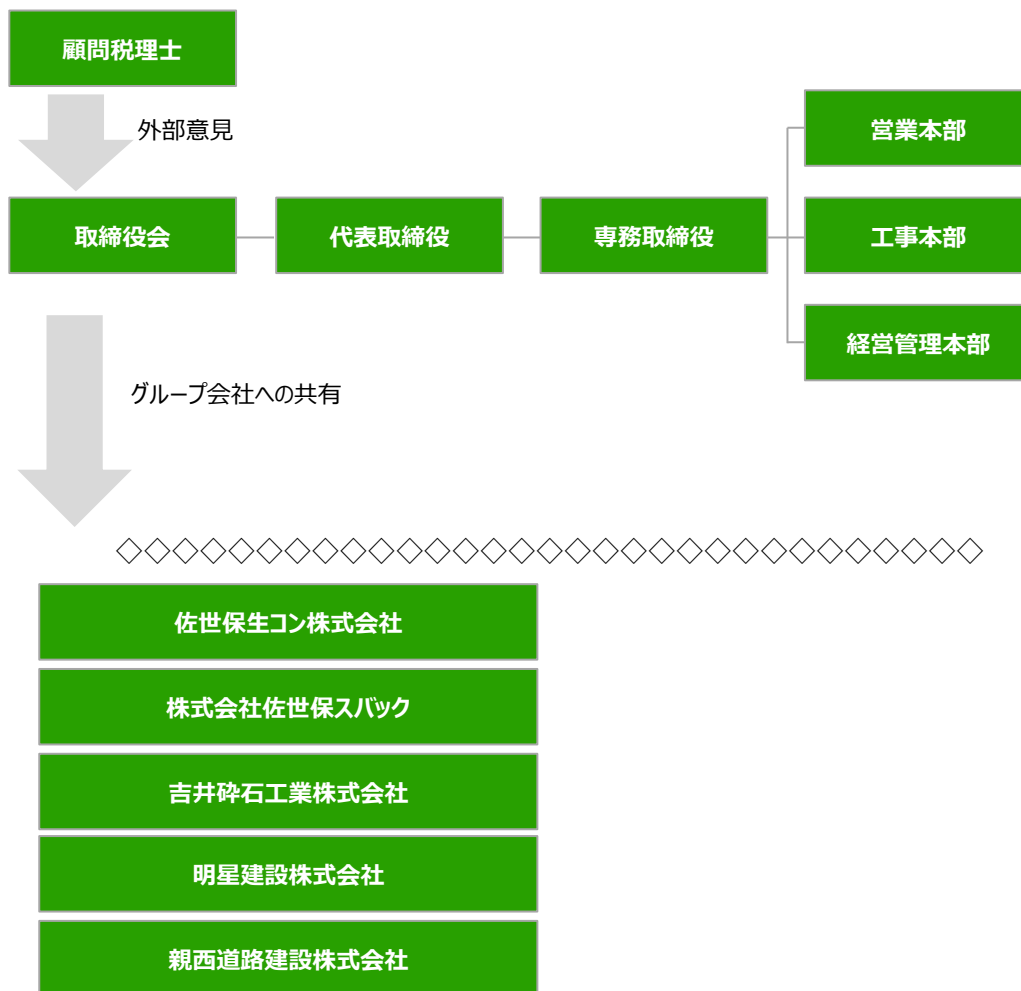 顧問税理士
外部意見
営業本部
取締役会
代表取締役
専務取締役
工事本部
経営管理本部
グループ会社への共有
◇◇◇◇◇◇◇◇◇◇◇◇◇◇◇◇◇◇◇◇◇◇◇◇◇◇◇◇◇◇◇
佐世保生コン株式会社
株式会社佐世保スバック
吉井砕石工業株式会社
明星建設株式会社
親西道路建設株式会社